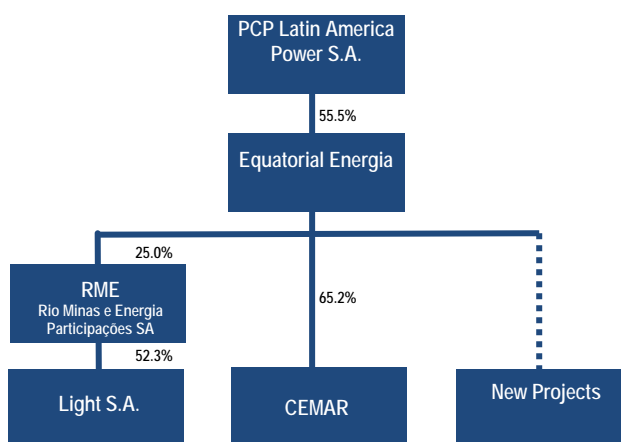 PCP Latin America
Power S.A.
55.5%
Equatorial Energia
25.0%
RME
Rio Minas e Energia
Participações SA
65.2%
52.3%
Light S.A.
CEMAR
New Projects